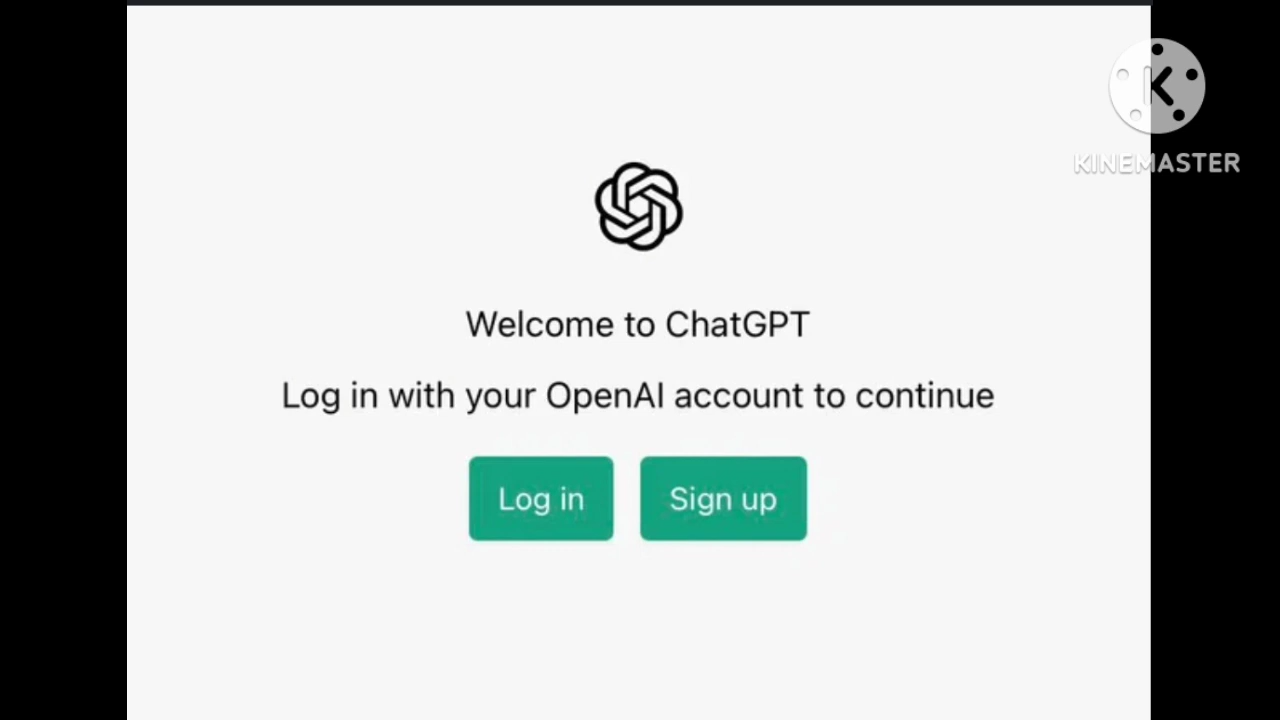 KINEMASTER
Welcome to ChatGPT
Log in with your OpenAI account to continue
Log in
Sign up